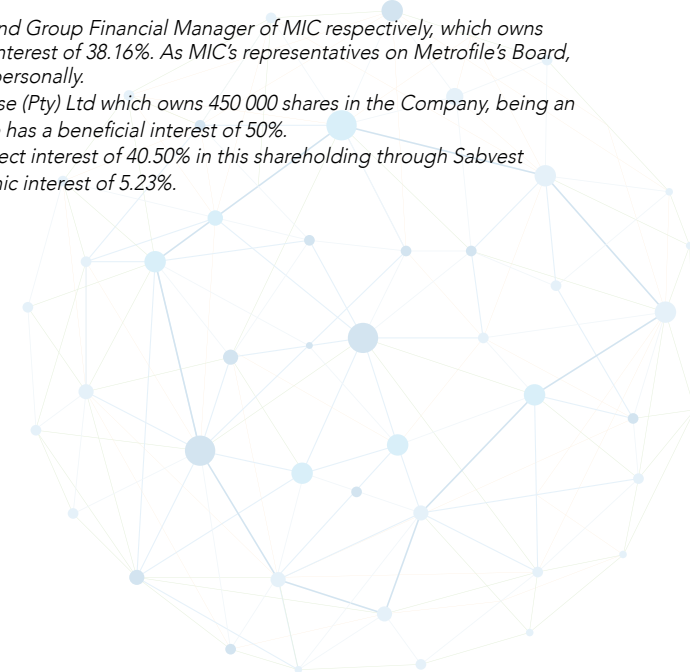 nd Group Financial Manager of MIC respectively, which owns
nterest of 38.16%. As MIC’s representatives on Metrofile’s Board,
personally.
se (Pty) Ltd which owns 450 000 shares in the Company, being an
has a beneficial interest of 50%.
ect interest of 40.50% in this shareholding through Sabvest
nic interest of 5.23%.